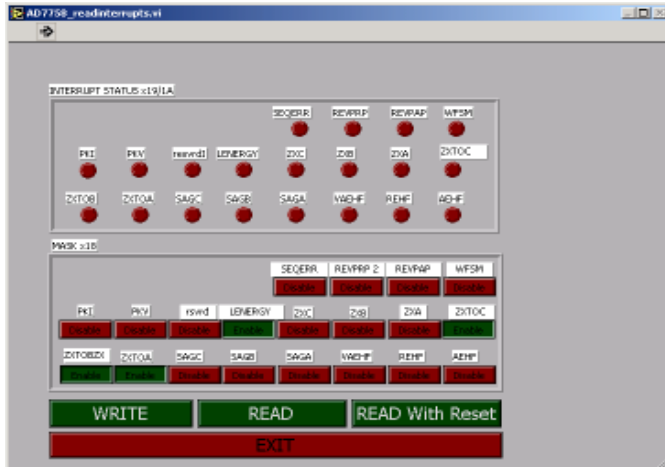 AD7758_readinterrupts.vi
INTERRUPT STATUS x19/1A
SEQERR REVPRP REVPAP WFSM
PKI PKV resvrd1 LENERGY ZXC ZXB ZXA ZXTOC
ZXTOB ZXTOA SAGC SAGB SAGA VAEHF REHF AEHF
MASK x18
SEQERR REVPRP 2 REVPAP WFSM
Disable Disable Disable Disable
PKI PKV rsvrd LENERGY ZXC ZXB ZXA ZXTOC
Disable Disable Disable Enable Disable Disable Disable Enable
ZXTOBZX ZXTOA SAGC SAGB SAGA VAEHF REHF AEHF
Enable Enable Disable Disable Disable Disable Disable Disable
WRITE READ READ With Reset
EXIT